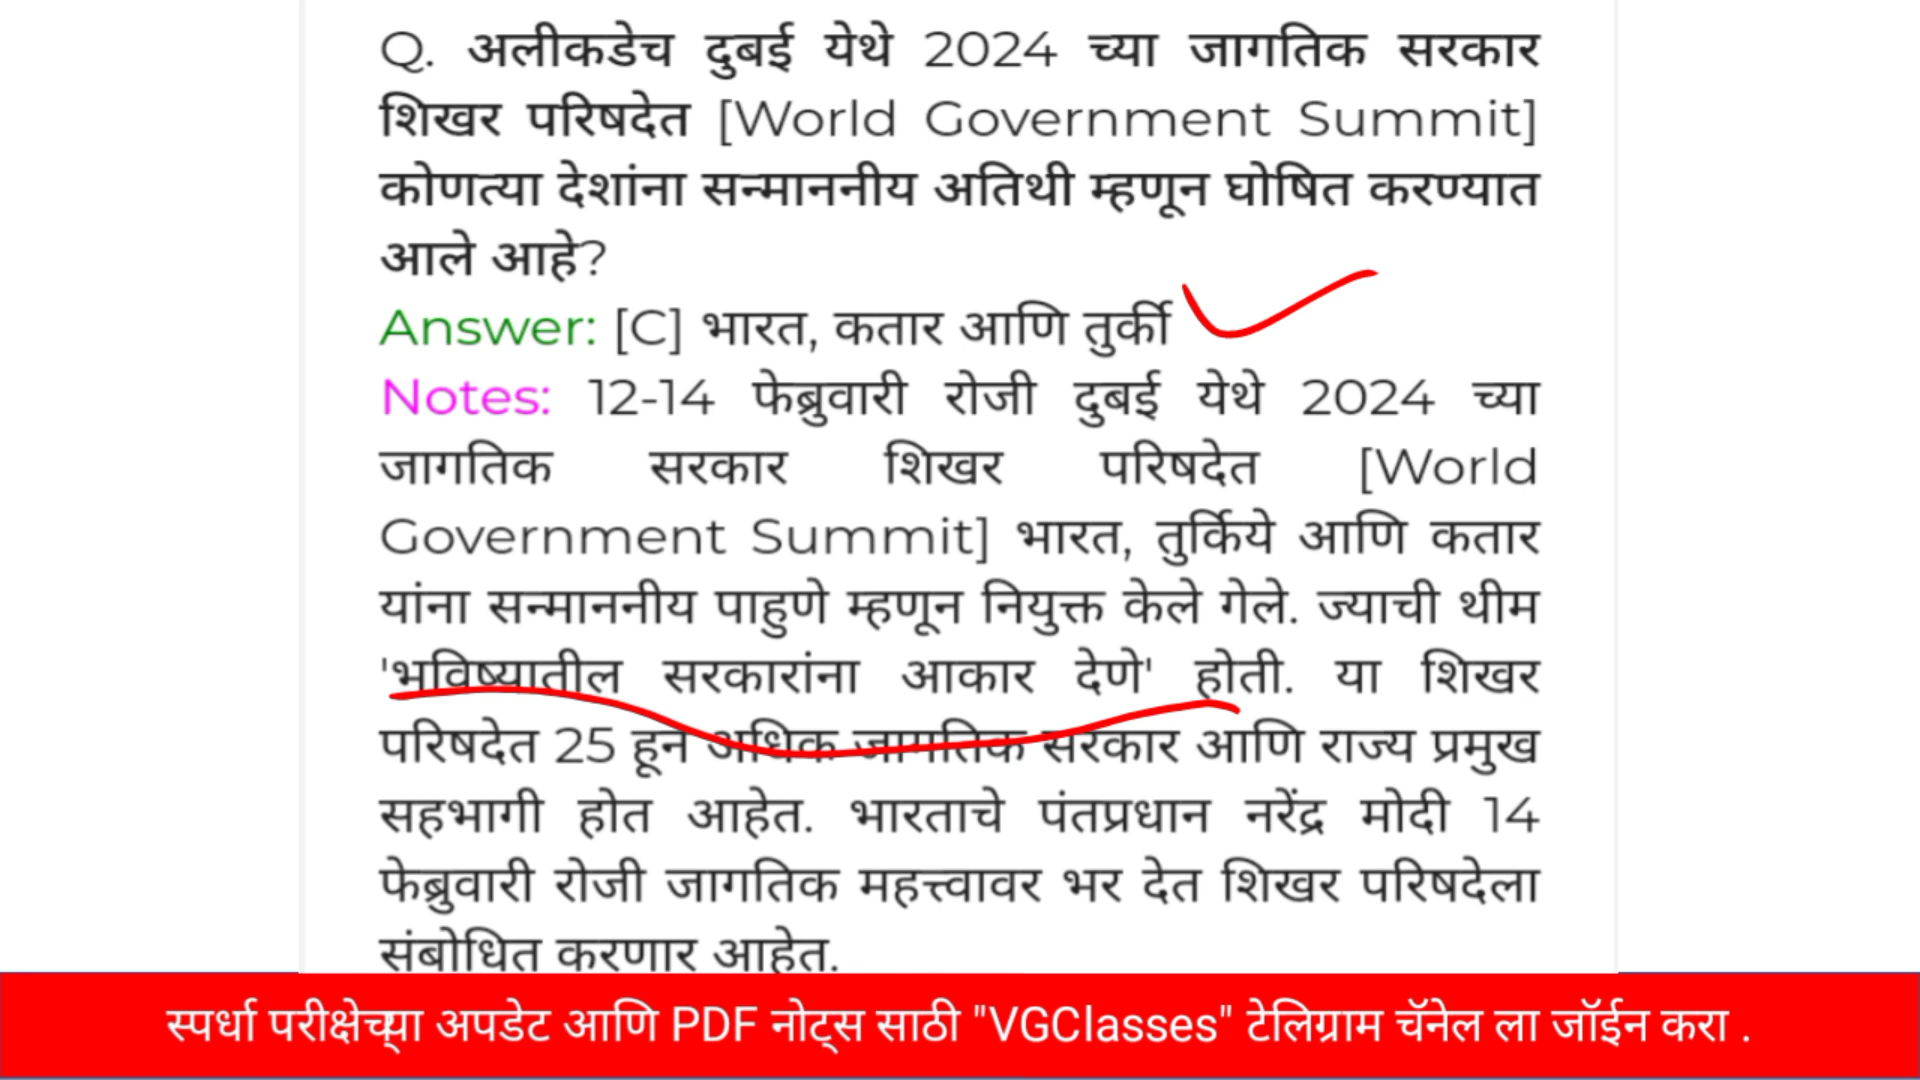 Q. अलीकडेच दुबई येथे 2024 च्या जागतिक सरकार
शिखर परिषदेत [World Government Summit]
कोणत्या देशांना सन्माननीय अतिथी म्हणून घोषित करण्यात
आले आहे?
Answer: [C] भारत, कतार आणि तुर्की
Notes: 12-14 फेब्रुवारी रोजी दुबई येथे 2024 च्या
जागतिक सरकार शिखर परिषदेत [World
Government Summit] भारत, तुर्किये आणि कतार
यांना सन्माननीय पाहुणे म्हणून नियुक्त केले गेले. ज्याची थीम
'भविष्यातील सरकारांना आकार देणे' होती. या शिखर
परिषदेत 25 हून अधिक जागतिक सरकार आणि राज्य प्रमुख
सहभागी होत आहेत. भारताचे पंतप्रधान नरेंद्र मोदी 14
फेब्रुवारी रोजी जागतिक महत्त्वावर भर देत शिखर परिषदेला
संबोधित करणार आहेत.
स्पर्धा परीक्षेच्या अपडेट आणि PDF नोट्स साठी "VGClasses" टेलिग्राम चॅनेल ला जॉईन करा .